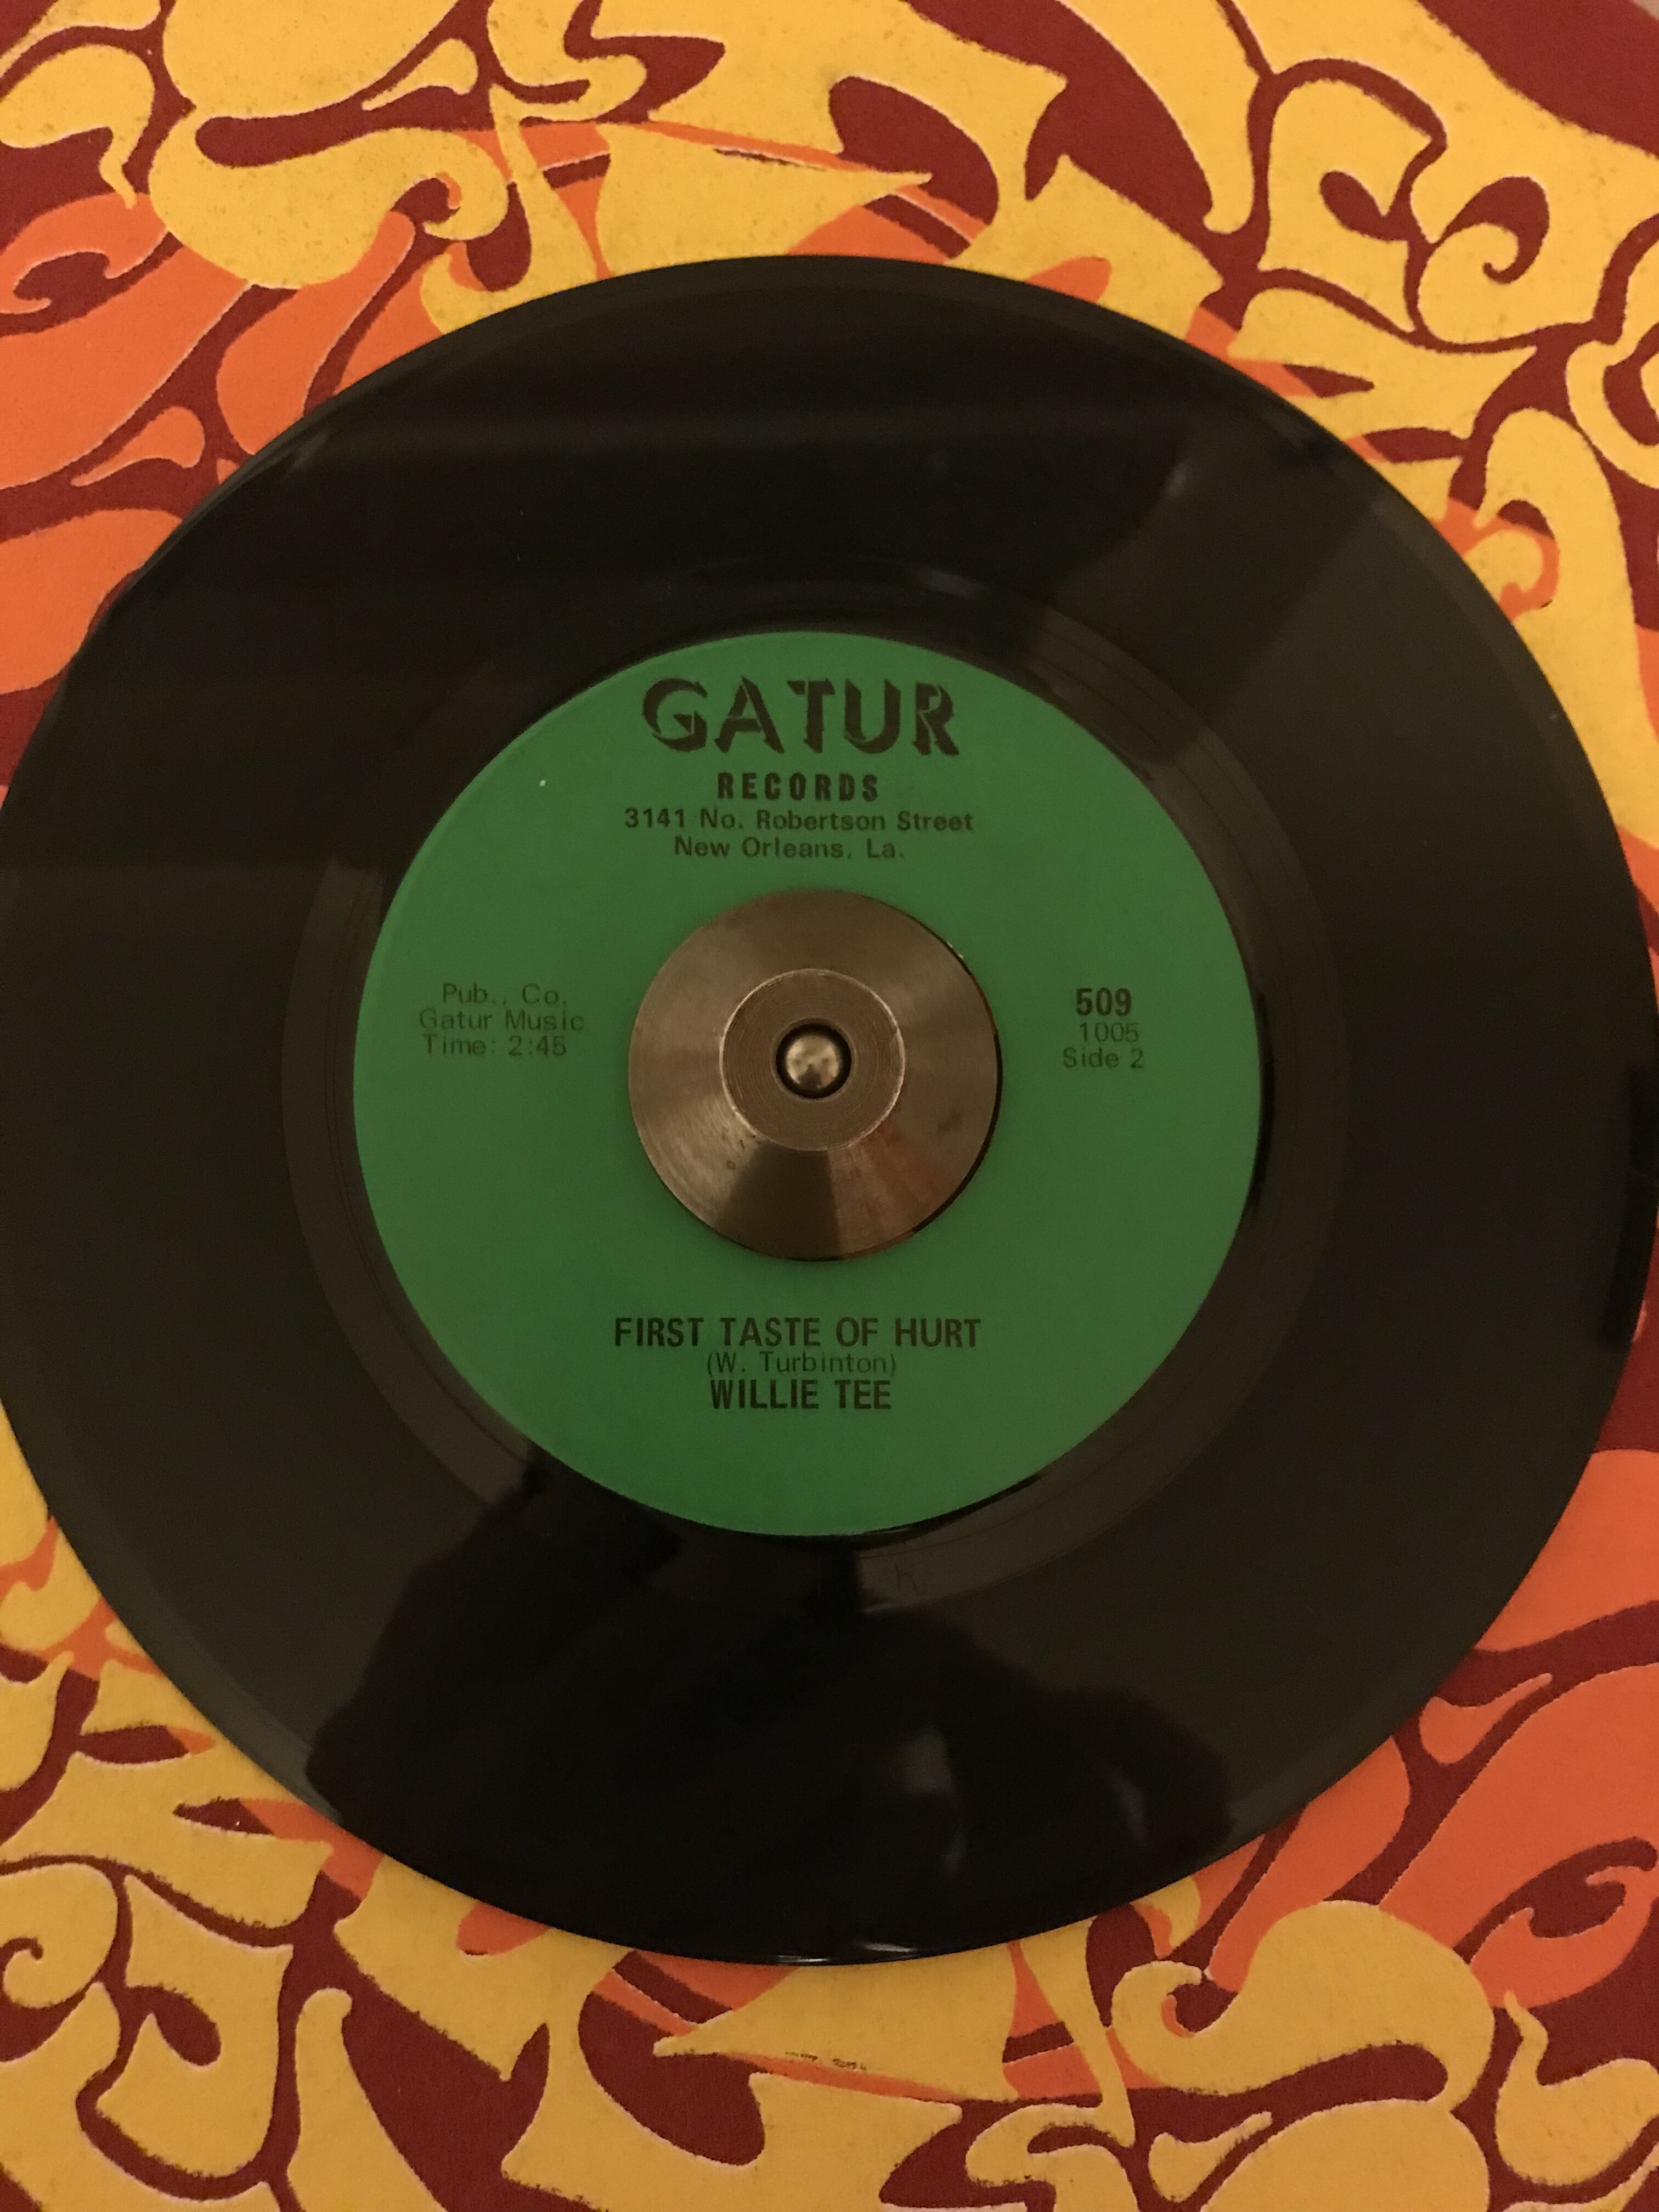 GATUR
RECORDS
3141 No. Robertson Street
New Orleans, La.
Pub., Co.
Gatur Music
Time: 2:45
509
1005
Side 2
FIRST TASTE OF HURT
(W. Turbinton)
WILLIE TEE